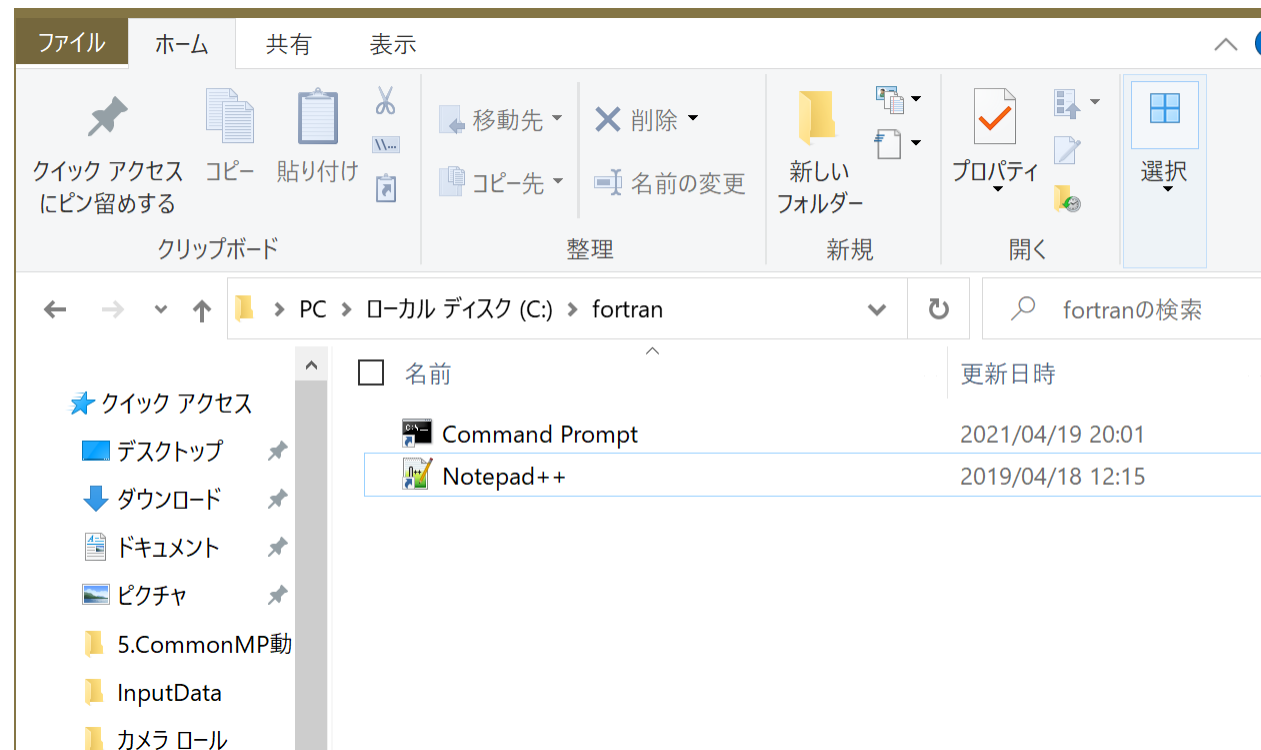 ファイル
ホーム
共有
表示
クイック アクセス
にピン留めする
コピー
貼り付け
クリップボード
移動先
コピー先
削除
名前の変更
整理
新しい
フォルダー
新規
プロパティ
開く
選択
PC
ローカル ディスク (C:)
fortran
fortranの検索
名前
更新日時
クイック アクセス
デスクトップ
ダウンロード
ドキュメント
ピクチャ
5.CommonMP動
InputData
カメラ ロール
Command Prompt
2021/04/19 20:01
Notepad++
2019/04/18 12:15